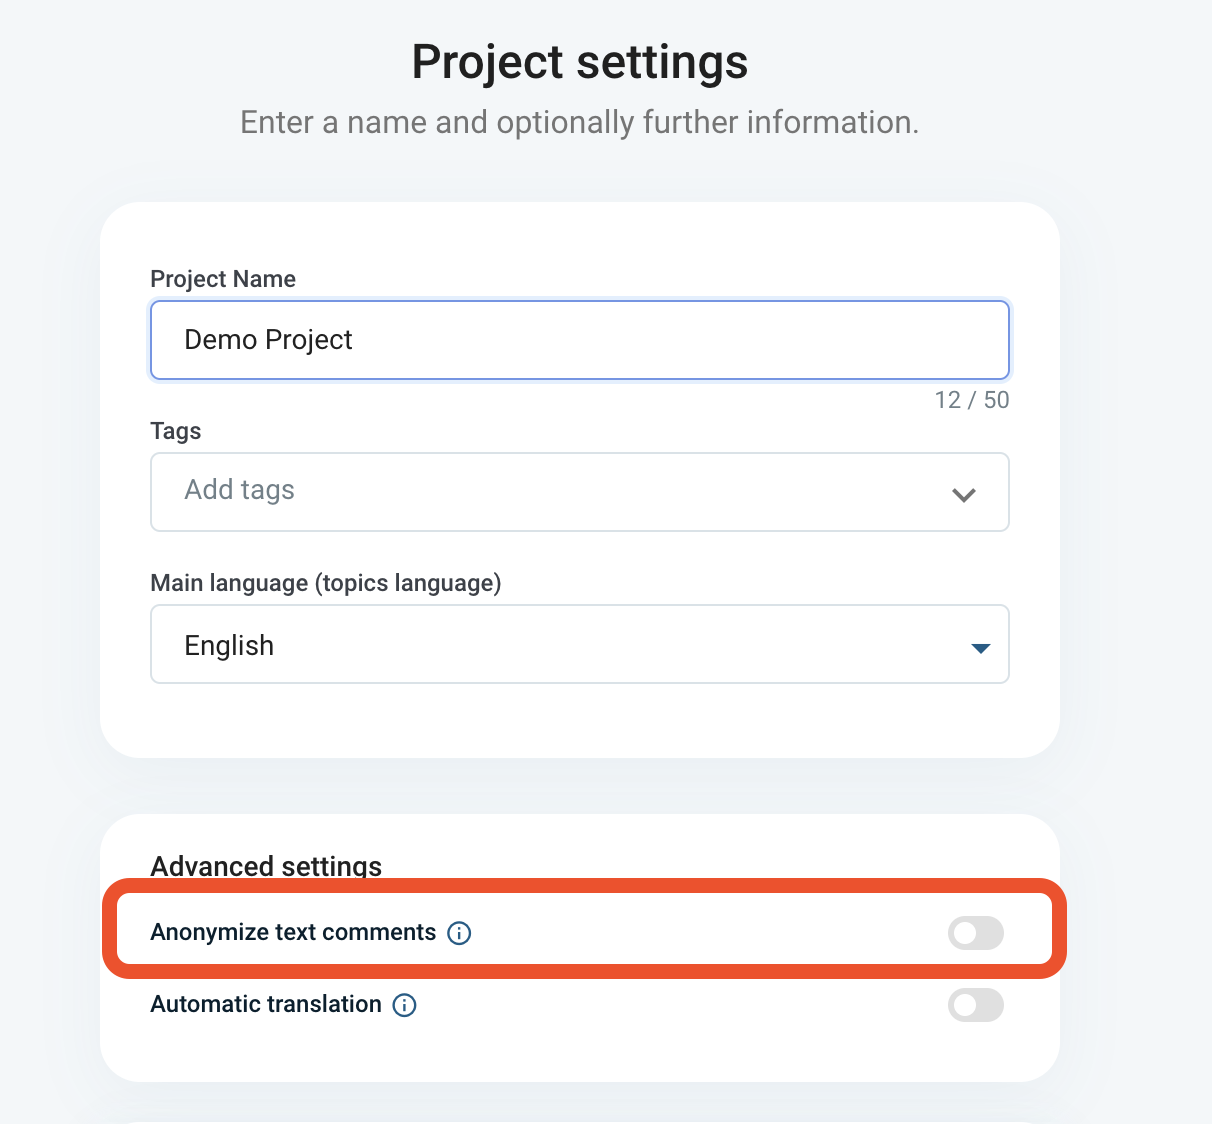 Project settings
Enter a name and optionally further information.
Project Name
Demo Project
12 / 50
Tags
Add tags
Main language (topics language)
English
Advanced settings
Anonymize text comments
Automatic translation